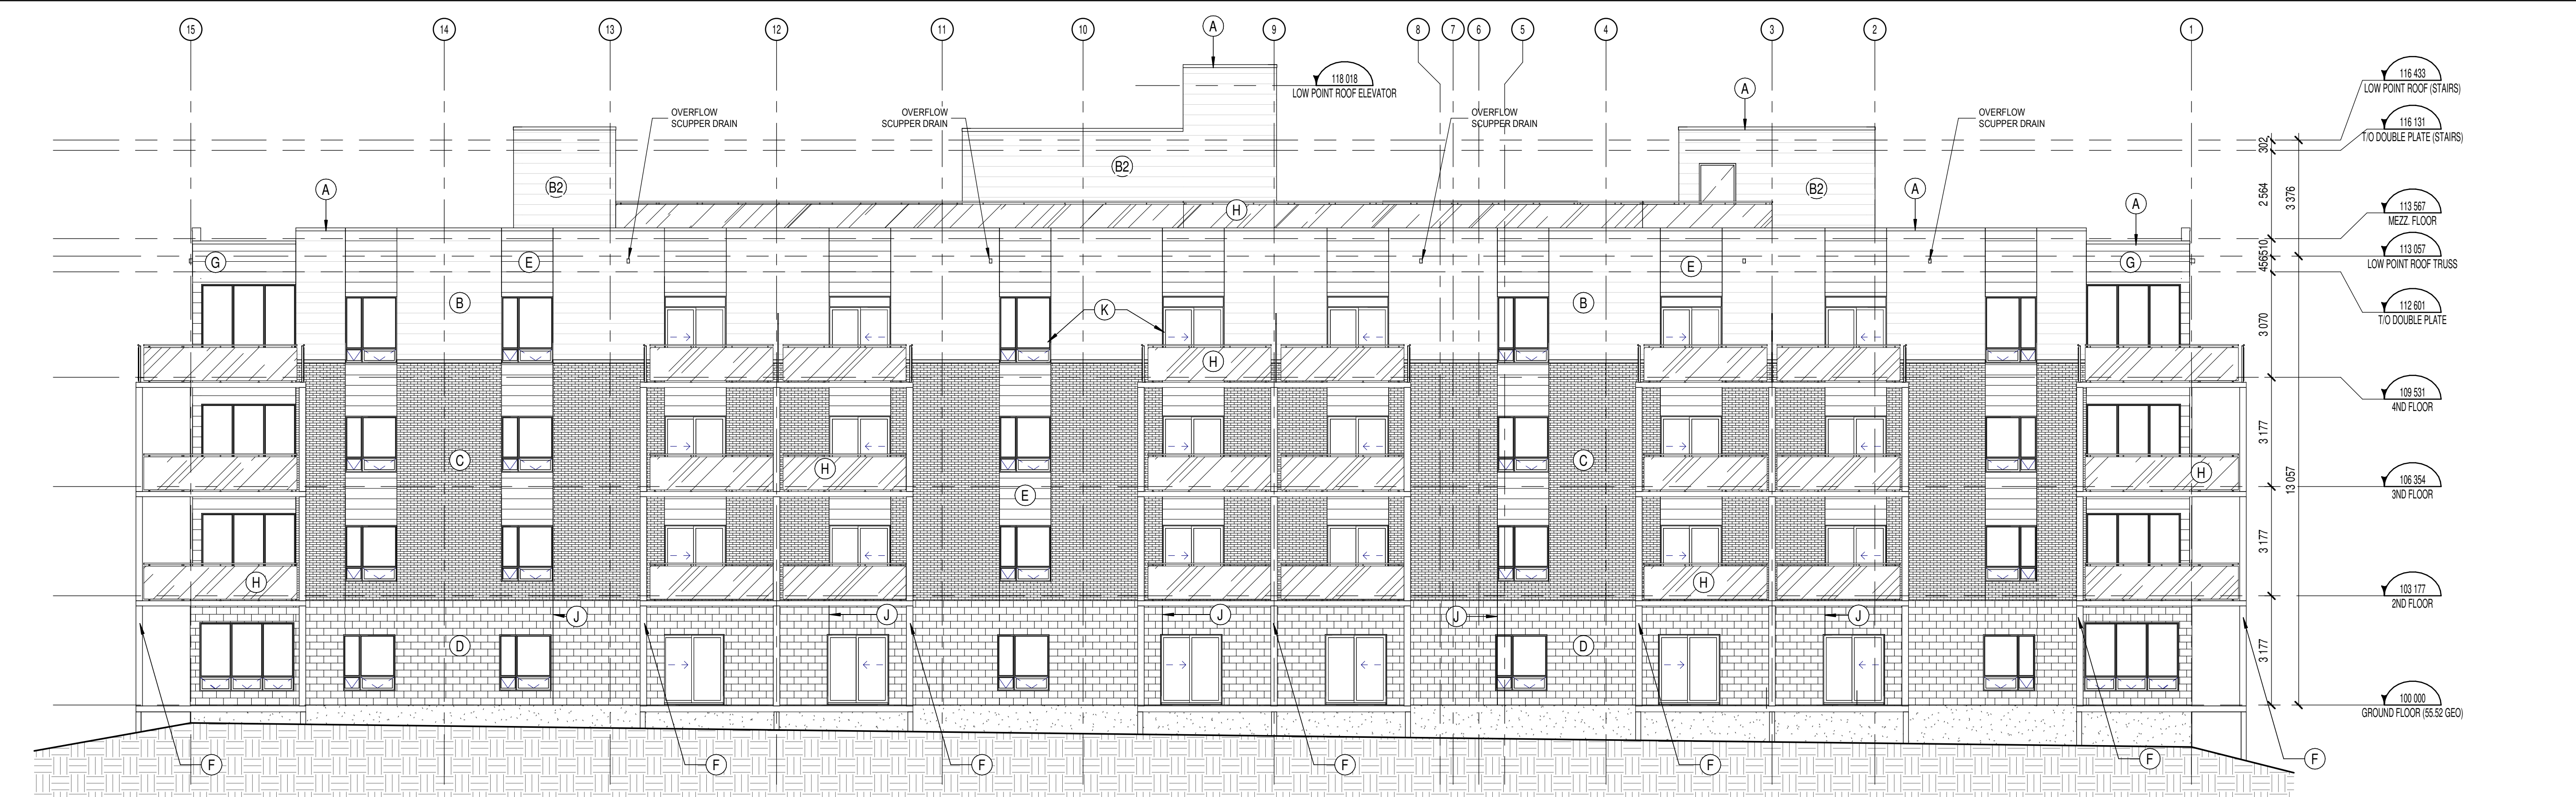 15
14
13
12
11
10
A
9
8
7
6
5
4
3
2
1
118 018
LOW POINT ROOF ELEVATOR
116 433
LOW POINT ROOF (STAIRS)
A
OVERFLOW
SCUPPER DRAIN
OVERFLOW
SCUPPER DRAIN
OVERFLOW
SCUPPER DRAIN
OVERFLOW
SCUPPER DRAIN
116 131
T/O DOUBLE PLATE (STAIRS)
302
B2
B2
B2
A
A
A
H
2 564
3 376
113 567
MEZZ. FLOOR
G
E
E
G
510
456
113 057
LOW POINT ROOF TRUSS
B
K
B
112 601
T/O DOUBLE PLATE
3 070
H
109 531
4ND FLOOR
C
H
C
H
3 177
E
13 057
106 354
3ND FLOOR
H
H
3 177
103 177
2ND FLOOR
J
J
J
J
J
D
D
3 177
100 000
GROUND FLOOR (55.52 GEO)
F
F
F
F
F
F
F